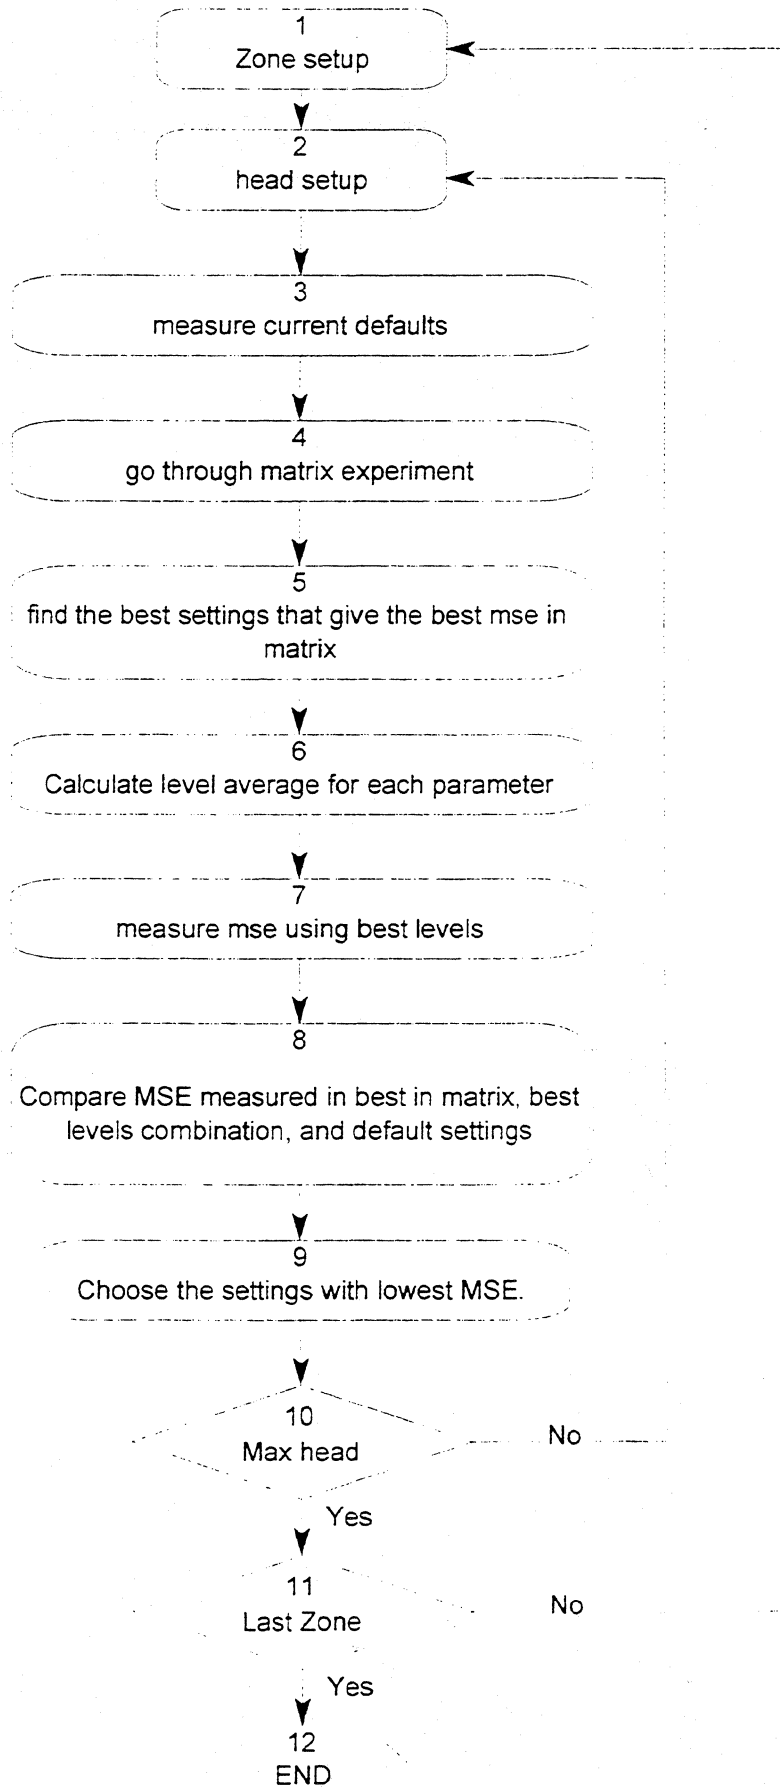 1
Zone setup
2
head setup
3
measure current defaults
4
go through matrix experiment
5
find the best settings that give the best mse in
matrix
6
Calculate level average for each parameter
7
measure mse using best levels
8
Compare MSE measured in best in matrix, best
levels combination, and default settings
9
Choose the settings with lowest MSE.
10
Max head
No
Yes
11
Last Zone
No
Yes
12
END